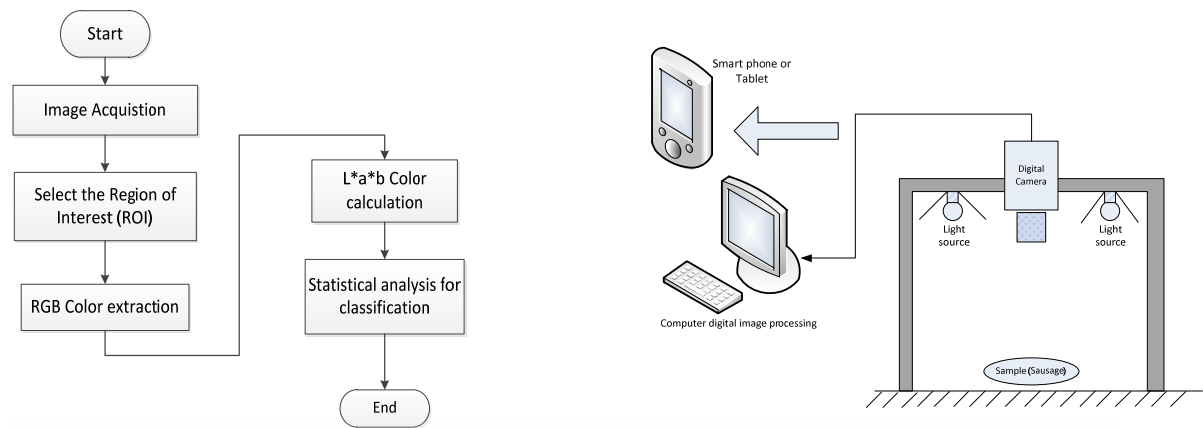 Start
Image Acquistion
Select the Region of
Interest (ROI)
RGB Color extraction
L*a*b Color
calculation
Statistical analysis for
classification
End
Smart phone or
Tablet
Digital
Camera
Light
source
Light
source
Computer digital image processing
Sample (Sausage)